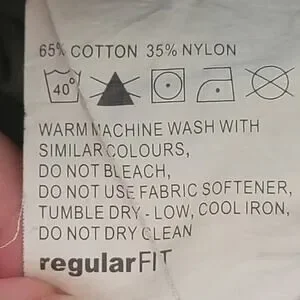 65% COTTON 35% NYLON
40°
WARM MACHINE WASH WITH
SIMILAR COLOURS,
DO NOT BLEACH,
DO NOT USE FABRIC SOFTENER,
TUMBLE DRY - LOW, COOL IRON,
DO NOT DRY CLEAN
regularFIT